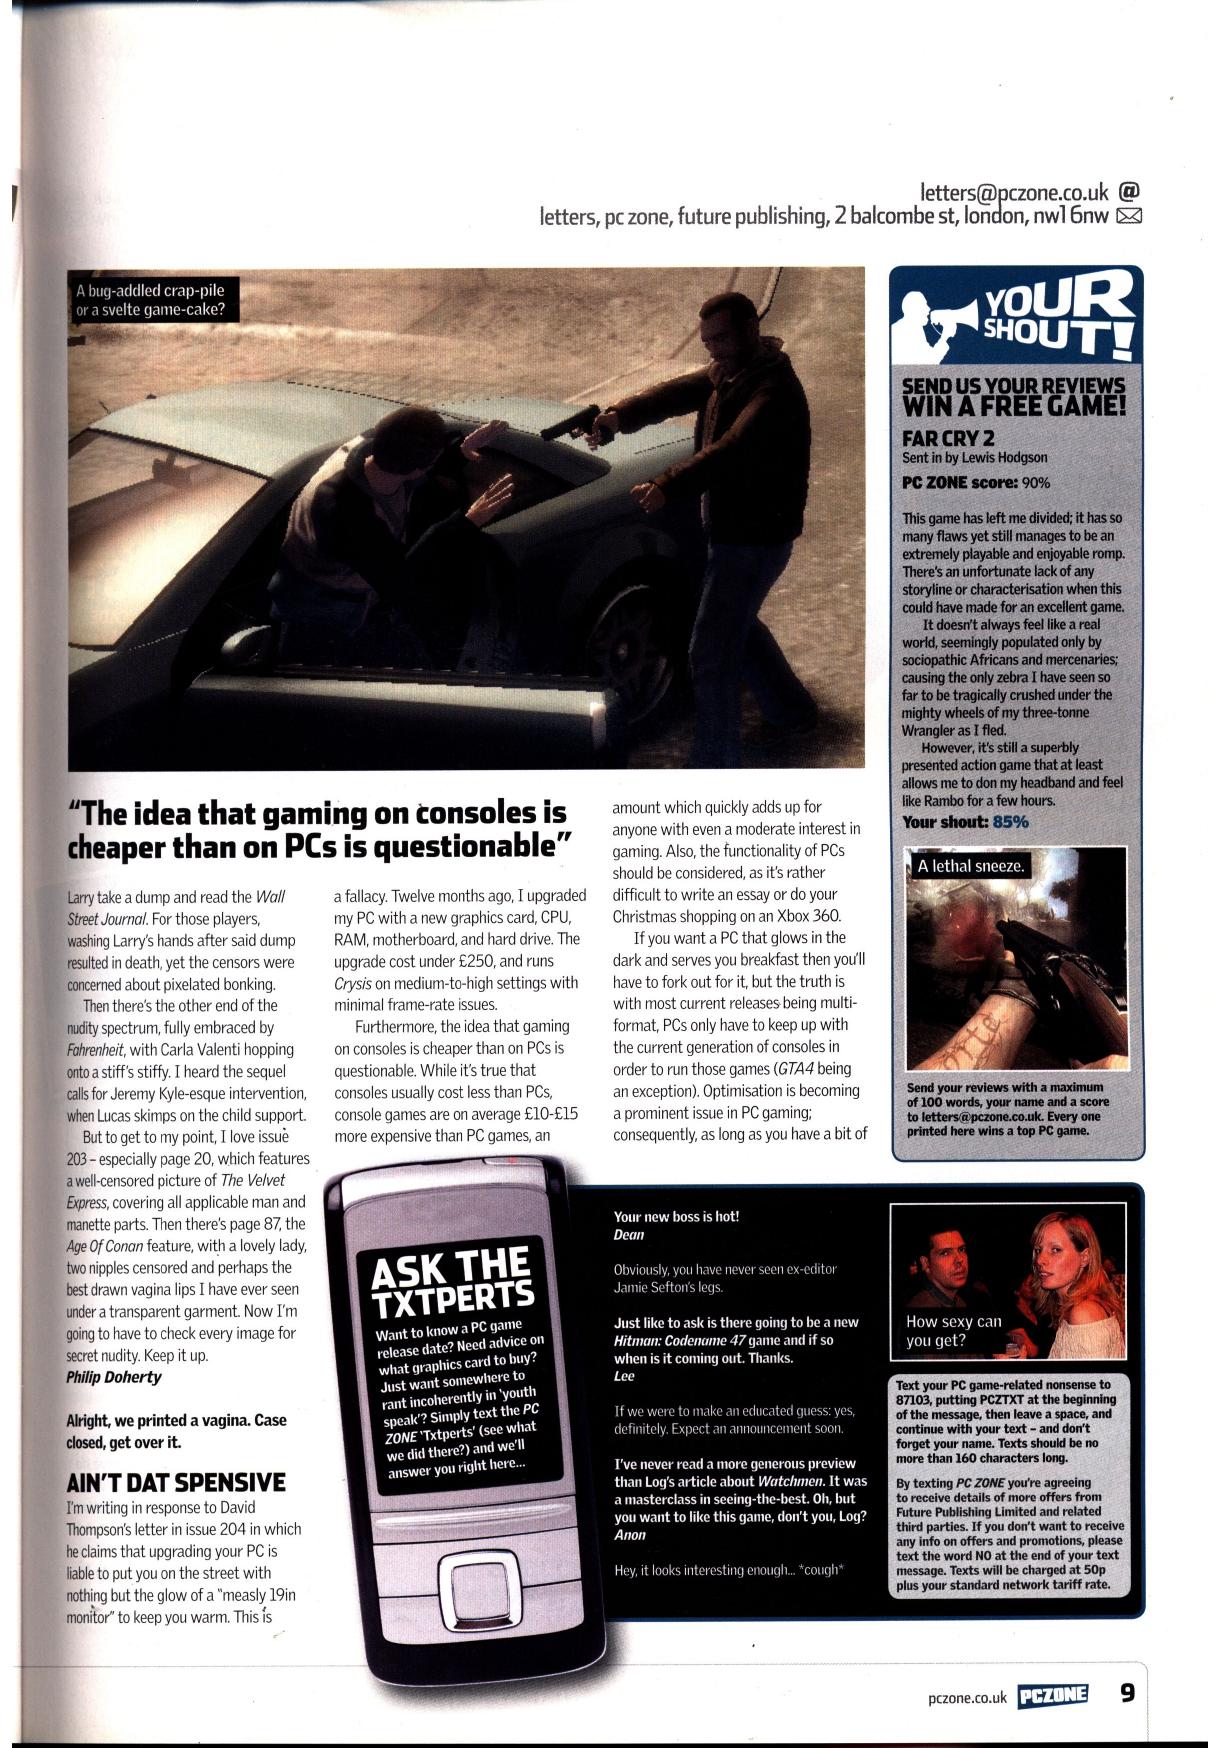 letters@pczone.co.uk @
letters, pc zone, future publishing, 2 balcombe st, london, nw1 6nw
A bug-addled crap-pile
or a svelte game-cake?
"The idea that gaming on consoles is
cheaper than on PCs is questionable"
Larry take a dump and read the Wall
Street Journal. For those players,
washing Larry's hands after said dump
resulted in death, yet the censors were
concerned about pixelated bonking.
Then there's the other end of the
nudity spectrum, fully embraced by
Fahrenheit, with Carla Valenti hopping
onto a stiff's stiffy. I heard the sequel
calls for Jeremy Kyle-esque intervention,
when Lucas skimps on the child support.
But to get to my point, I love issue
203 – especially page 20, which features
a well-censored picture of The Velvet
Express, covering all applicable man and
manette parts. Then there's page 87, the
Age Of Conan feature, with a lovely lady,
two nipples censored and perhaps the
best drawn vagina lips I have ever seen
under a transparent garment. Now I'm
going to have to check every image for
secret nudity. Keep it up.
Philip Doherty
Alright, we printed a vagina. Case
closed, get over it.
AIN'T DAT SPENSIVE
I'm writing in response to David
Thompson's letter in issue 204 in which
he claims that upgrading your PC is
liable to put you on the street with
nothing but the glow of a "measly 19in
monitor" to keep you warm. This is
a fallacy. Twelve months ago, I upgraded
my PC with a new graphics card, CPU,
RAM, motherboard, and hard drive. The
upgrade cost under £250, and runs
Crysis on medium-to-high settings with
minimal frame-rate issues.
Furthermore, the idea that gaming
on consoles is cheaper than on PCs is
questionable. While it's true that
consoles usually cost less than PCs,
console games are on average £10-£15
more expensive than PC games, an
amount which quickly adds up for
anyone with even a moderate interest in
gaming. Also, the functionality of PCs
should be considered, as it's rather
difficult to write an essay or do your
Christmas shopping on an Xbox 360.
If you want a PC that glows in the
dark and serves you breakfast then you'll
have to fork out for it, but the truth is
with most current releases being multi-
format, PCs only have to keep up with
the current generation of consoles in
order to run those games (GTA4 being
an exception). Optimisation is becoming
a prominent issue in PC gaming;
consequently, as long as you have a bit of
YOUR
SHOUT!
SEND US YOUR REVIEWS
WIN A FREE GAME!
FAR CRY 2
Sent in by Lewis Hodgson
PC ZONE score: 90%
This game has left me divided; it has so
many flaws yet still manages to be an
extremely playable and enjoyable romp.
There's an unfortunate lack of any
storyline or characterisation when this
could have made for an excellent game.
It doesn't always feel like a real
world, seemingly populated only by
sociopathic Africans and mercenaries;
causing the only zebra I have seen so
far to be tragically crushed under the
mighty wheels of my three-tonne
Wrangler as I fled.
However, it's still a superbly
presented action game that at least
allows me to don my headband and feel
like Rambo for a few hours.
Your shout: 85%
A lethal sneeze.
Send your reviews with a maximum
of 100 words, your name and a score
to letters@pczone.co.uk. Every one
printed here wins a top PC game.
ASK THE
TXTPERTS
Want to know a PC game
release date? Need advice on
what graphics card to buy?
Just want somewhere to
rant incoherently in 'youth
speak'? Simply text the PC
ZONE 'Txtperts' (see what
we did there?) and we'll
answer you right here...
Your new boss is hot!
Dean
Obviously, you have never seen ex-editor
Jamie Sefton's legs.
Just like to ask is there going to be a new
Hitman: Codename 47 game and if so
when is it coming out. Thanks.
Lee
If we were to make an educated guess: yes,
definitely. Expect an announcement soon.
I've never read a more generous preview
than Log's article about Watchmen. It was
a masterclass in seeing-the-best. Oh, but
you want to like this game, don't you, Log?
Anon
Hey, it looks interesting enough... *cough*
How sexy can
you get?
Text your PC game-related nonsense to
87103, putting PCZTXT at the beginning
of the message, then leave a space, and
continue with your text – and don't
forget your name. Texts should be no
more than 160 characters long.
By texting PC ZONE you're agreeing
to receive details of more offers from
Future Publishing Limited and related
third parties. If you don't want to receive
any info on offers and promotions, please
text the word NO at the end of your text
message. Texts will be charged at 50p
plus your standard network tariff rate.
pczone.co.uk PCZONE 9